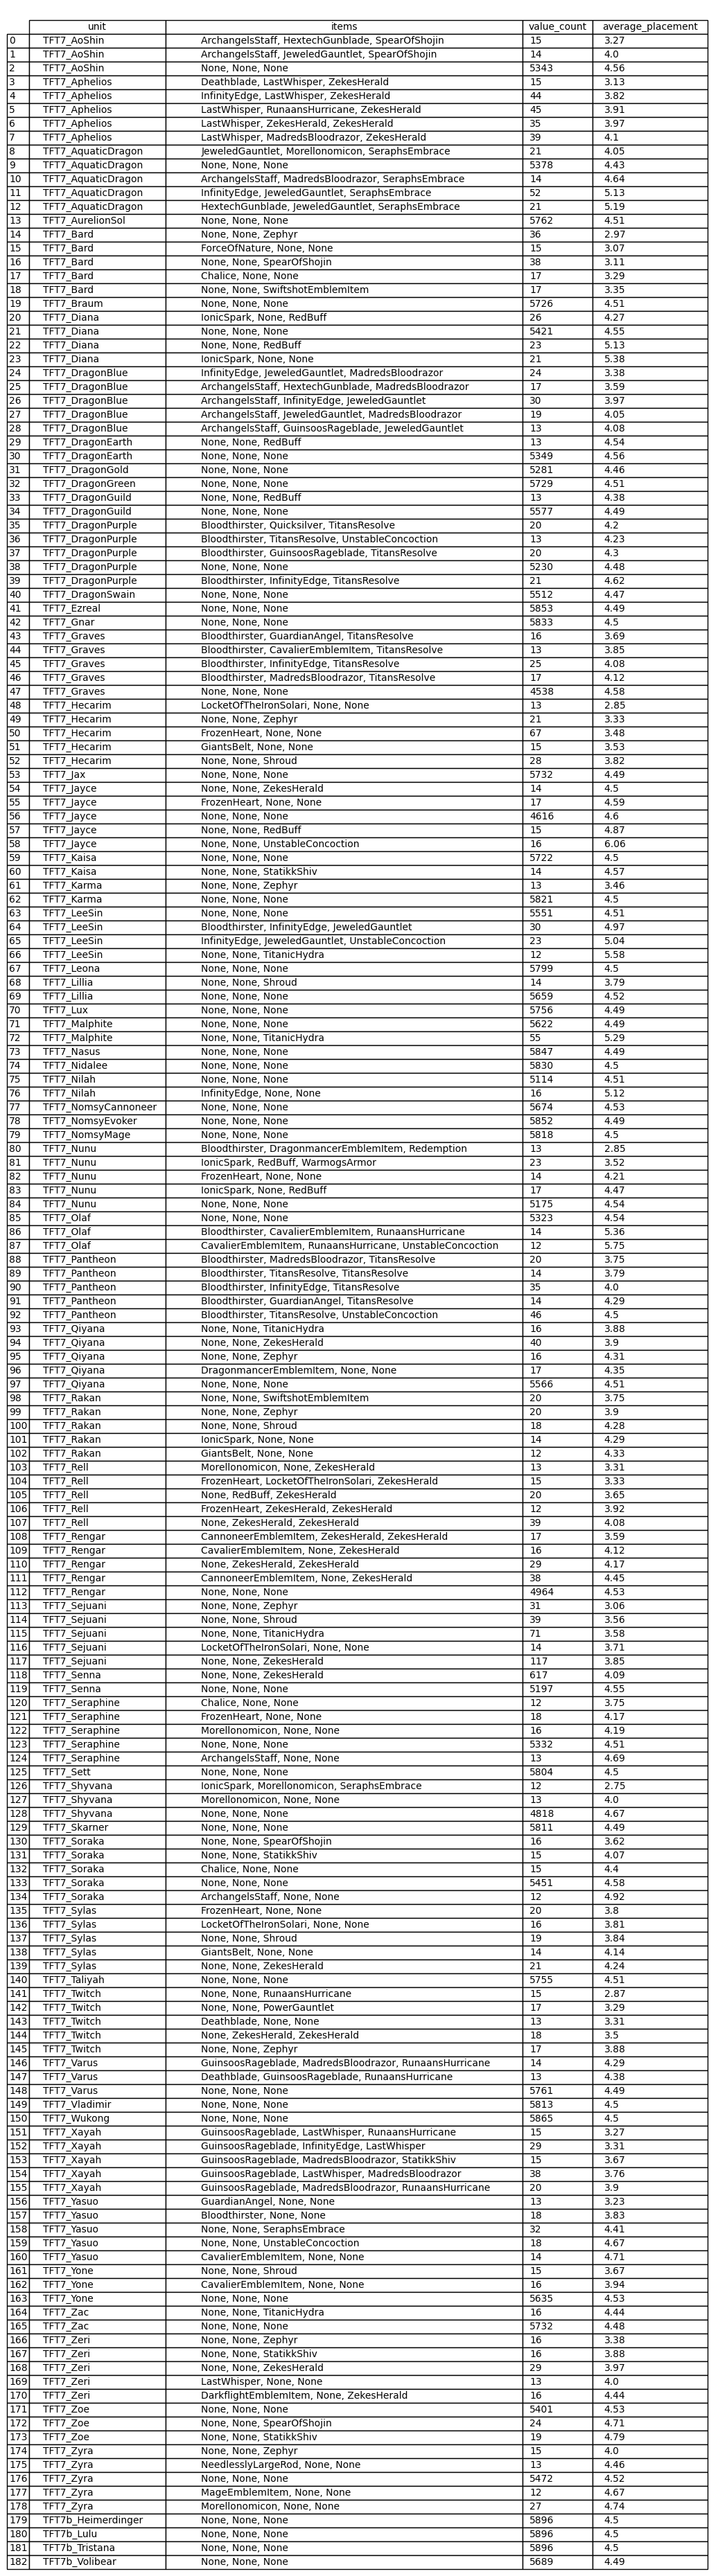 unit items value_count average_placement
0 TFT7_AoShin ArchangelsStaff, HextechGunblade, SpearOfShojin 15 3.27
1 TFT7_AoShin ArchangelsStaff, JeweledGauntlet, SpearOfShojin 14 4.0
2 TFT7_AoShin None, None, None 5343 4.56
3 TFT7_Aphelios Deathblade, LastWhisper, ZekesHerald 15 3.13
4 TFT7_Aphelios InfinityEdge, LastWhisper, ZekesHerald 44 3.82
5 TFT7_Aphelios LastWhisper, RunaansHurricane, ZekesHerald 45 3.91
6 TFT7_Aphelios LastWhisper, ZekesHerald, ZekesHerald 35 3.97
7 TFT7_Aphelios LastWhisper, MadredsBloodrazor, ZekesHerald 39 4.1
8 TFT7_AquaticDragon JeweledGauntlet, Morellonomicon, SeraphsEmbrace 21 4.05
9 TFT7_AquaticDragon None, None, None 5378 4.43
10 TFT7_AquaticDragon ArchangelsStaff, MadredsBloodrazor, SeraphsEmbrace 14 4.64
11 TFT7_AquaticDragon InfinityEdge, JeweledGauntlet, SeraphsEmbrace 52 5.13
12 TFT7_AquaticDragon HextechGunblade, JeweledGauntlet, SeraphsEmbrace 21 5.19
13 TFT7_AurelionSol None, None, None 5762 4.51
14 TFT7_Bard None, None, Zephyr 36 2.97
15 TFT7_Bard ForceOfNature, None, None 15 3.07
16 TFT7_Bard None, None, SpearOfShojin 38 3.11
17 TFT7_Bard Chalice, None, None 17 3.29
18 TFT7_Bard None, None, SwiftshotEmblemItem 17 3.35
19 TFT7_Braum None, None, None 5726 4.51
20 TFT7_Diana IonicSpark, None, RedBuff 26 4.27
21 TFT7_Diana None, None, None 5421 4.55
22 TFT7_Diana None, None, RedBuff 23 5.13
23 TFT7_Diana IonicSpark, None, None 21 5.38
24 TFT7_DragonBlue InfinityEdge, JeweledGauntlet, MadredsBloodrazor 24 3.38
25 TFT7_DragonBlue ArchangelsStaff, HextechGunblade, MadredsBloodrazor 17 3.59
26 TFT7_DragonBlue ArchangelsStaff, InfinityEdge, JeweledGauntlet 30 3.97
27 TFT7_DragonBlue ArchangelsStaff, JeweledGauntlet, MadredsBloodrazor 19 4.05
28 TFT7_DragonBlue ArchangelsStaff, GuinsoosRageblade, JeweledGauntlet 13 4.08
29 TFT7_DragonEarth None, None, RedBuff 13 4.54
30 TFT7_DragonEarth None, None, None 5349 4.56
31 TFT7_DragonGold None, None, None 5281 4.46
32 TFT7_DragonGreen None, None, None 5729 4.51
33 TFT7_DragonGuild None, None, RedBuff 13 4.38
34 TFT7_DragonGuild None, None, None 5577 4.49
35 TFT7_DragonPurple Bloodthirster, Quicksilver, TitansResolve 20 4.2
36 TFT7_DragonPurple Bloodthirster, TitansResolve, UnstableConcoction 13 4.23
37 TFT7_DragonPurple Bloodthirster, GuinsoosRageblade, TitansResolve 20 4.3
38 TFT7_DragonPurple None, None, None 5230 4.48
39 TFT7_DragonPurple Bloodthirster, InfinityEdge, TitansResolve 21 4.62
40 TFT7_DragonSwain None, None, None 5512 4.47
41 TFT7_Ezreal None, None, None 5853 4.49
42 TFT7_Gnar None, None, None 5833 4.5
43 TFT7_Graves Bloodthirster, GuardianAngel, TitansResolve 16 3.69
44 TFT7_Graves Bloodthirster, CavalierEmblemItem, TitansResolve 13 3.85
45 TFT7_Graves Bloodthirster, InfinityEdge, TitansResolve 25 4.08
46 TFT7_Graves Bloodthirster, MadredsBloodrazor, TitansResolve 17 4.12
47 TFT7_Graves None, None, None 4538 4.58
48 TFT7_Hecarim LocketOfTheIronSolari, None, None 13 2.85
49 TFT7_Hecarim None, None, Zephyr 21 3.33
50 TFT7_Hecarim FrozenHeart, None, None 67 3.48
51 TFT7_Hecarim GiantsBelt, None, None 15 3.53
52 TFT7_Hecarim None, None, Shroud 28 3.82
53 TFT7_Jax None, None, None 5732 4.49
54 TFT7_Jayce None, None, ZekesHerald 14 4.5
55 TFT7_Jayce FrozenHeart, None, None 17 4.59
56 TFT7_Jayce None, None, None 4616 4.6
57 TFT7_Jayce None, None, RedBuff 15 4.87
58 TFT7_Jayce None, None, UnstableConcoction 16 6.06
59 TFT7_Kaisa None, None, None 5722 4.5
60 TFT7_Kaisa None, None, StatikkShiv 14 4.57
61 TFT7_Karma None, None, Zephyr 13 3.46
62 TFT7_Karma None, None, None 5821 4.5
63 TFT7_LeeSin None, None, None 5551 4.51
64 TFT7_LeeSin Bloodthirster, InfinityEdge, JeweledGauntlet 30 4.97
65 TFT7_LeeSin InfinityEdge, JeweledGauntlet, UnstableConcoction 23 5.04
66 TFT7_LeeSin None, None, TitanicHydra 12 5.58
67 TFT7_Leona None, None, None 5799 4.5
68 TFT7_Lillia None, None, Shroud 14 3.79
69 TFT7_Lillia None, None, None 5659 4.52
70 TFT7_Lux None, None, None 5756 4.49
71 TFT7_Malphite None, None, None 5622 4.49
72 TFT7_Malphite None, None, TitanicHydra 55 5.29
73 TFT7_Nasus None, None, None 5847 4.49
74 TFT7_Nidalee None, None, None 5830 4.5
75 TFT7_Nilah None, None, None 5114 4.51
76 TFT7_Nilah InfinityEdge, None, None 16 5.12
77 TFT7_NomsyCannoneer None, None, None 5674 4.53
78 TFT7_NomsyEvoker None, None, None 5852 4.49
79 TFT7_NomsyMage None, None, None 5818 4.5
80 TFT7_Nunu Bloodthirster, DragonmancerEmblemItem, Redemption 13 2.85
81 TFT7_Nunu IonicSpark, RedBuff, WarmogsArmor 23 3.52
82 TFT7_Nunu FrozenHeart, None, None 14 4.21
83 TFT7_Nunu IonicSpark, None, RedBuff 17 4.47
84 TFT7_Nunu None, None, None 5175 4.54
85 TFT7_Olaf None, None, None 5323 4.54
86 TFT7_Olaf Bloodthirster, CavalierEmblemItem, RunaansHurricane 14 5.36
87 TFT7_Olaf CavalierEmblemItem, RunaansHurricane, UnstableConcoction 12 5.75
88 TFT7_Pantheon Bloodthirster, MadredsBloodrazor, TitansResolve 20 3.75
89 TFT7_Pantheon Bloodthirster, TitansResolve, TitansResolve 14 3.79
90 TFT7_Pantheon Bloodthirster, InfinityEdge, TitansResolve 35 4.0
91 TFT7_Pantheon Bloodthirster, GuardianAngel, TitansResolve 14 4.29
92 TFT7_Pantheon Bloodthirster, TitansResolve, UnstableConcoction 46 4.5
93 TFT7_Qiyana None, None, TitanicHydra 16 3.88
94 TFT7_Qiyana None, None, ZekesHerald 40 3.9
95 TFT7_Qiyana None, None, Zephyr 16 4.31
96 TFT7_Qiyana DragonmancerEmblemItem, None, None 17 4.35
97 TFT7_Qiyana None, None, None 5566 4.51
98 TFT7_Rakan None, None, SwiftshotEmblemItem 20 3.75
99 TFT7_Rakan None, None, Zephyr 20 3.9
100 TFT7_Rakan None, None, Shroud 18 4.28
101 TFT7_Rakan IonicSpark, None, None 14 4.29
102 TFT7_Rakan GiantsBelt, None, None 12 4.33
103 TFT7_Rell Morellonomicon, None, ZekesHerald 13 3.31
104 TFT7_Rell FrozenHeart, LocketOfTheIronSolari, ZekesHerald 15 3.33
105 TFT7_Rell None, RedBuff, ZekesHerald 20 3.65
106 TFT7_Rell FrozenHeart, ZekesHerald, ZekesHerald 12 3.92
107 TFT7_Rell None, ZekesHerald, ZekesHerald 39 4.08
108 TFT7_Rengar CannoneerEmblemItem, ZekesHerald, ZekesHerald 17 3.59
109 TFT7_Rengar CavalierEmblemItem, None, ZekesHerald 16 4.12
110 TFT7_Rengar None, ZekesHerald, ZekesHerald 29 4.17
111 TFT7_Rengar CannoneerEmblemItem, None, ZekesHerald 38 4.45
112 TFT7_Rengar None, None, None 4964 4.53
113 TFT7_Sejuani None, None, Zephyr 31 3.06
114 TFT7_Sejuani None, None, Shroud 39 3.56
115 TFT7_Sejuani None, None, TitanicHydra 71 3.58
116 TFT7_Sejuani LocketOfTheIronSolari, None, None 14 3.71
117 TFT7_Sejuani None, None, ZekesHerald 117 3.85
118 TFT7_Senna None, None, ZekesHerald 617 4.09
119 TFT7_Senna None, None, None 5197 4.55
120 TFT7_Seraphine Chalice, None, None 12 3.75
121 TFT7_Seraphine FrozenHeart, None, None 18 4.17
122 TFT7_Seraphine Morellonomicon, None, None 16 4.19
123 TFT7_Seraphine None, None, None 5332 4.51
124 TFT7_Seraphine ArchangelsStaff, None, None 13 4.69
125 TFT7_Sett None, None, None 5804 4.5
126 TFT7_Shyvana IonicSpark, Morellonomicon, SeraphsEmbrace 12 2.75
127 TFT7_Shyvana Morellonomicon, None, None 13 4.0
128 TFT7_Shyvana None, None, None 4818 4.67
129 TFT7_Skarner None, None, None 5811 4.49
130 TFT7_Soraka None, None, SpearOfShojin 16 3.62
131 TFT7_Soraka None, None, StatikkShiv 15 4.07
132 TFT7_Soraka Chalice, None, None 15 4.4
133 TFT7_Soraka None, None, None 5451 4.58
134 TFT7_Soraka ArchangelsStaff, None, None 12 4.92
135 TFT7_Sylas FrozenHeart, None, None 20 3.8
136 TFT7_Sylas LocketOfTheIronSolari, None, None 16 3.81
137 TFT7_Sylas None, None, Shroud 19 3.84
138 TFT7_Sylas GiantsBelt, None, None 14 4.14
139 TFT7_Sylas None, None, ZekesHerald 21 4.24
140 TFT7_Taliyah None, None, None 5755 4.51
141 TFT7_Twitch None, None, RunaansHurricane 15 2.87
142 TFT7_Twitch None, None, PowerGauntlet 17 3.29
143 TFT7_Twitch Deathblade, None, None 13 3.31
144 TFT7_Twitch None, ZekesHerald, ZekesHerald 18 3.5
145 TFT7_Twitch None, None, Zephyr 17 3.88
146 TFT7_Varus GuinsoosRageblade, MadredsBloodrazor, RunaansHurricane 14 4.29
147 TFT7_Varus Deathblade, GuinsoosRageblade, RunaansHurricane 13 4.38
148 TFT7_Varus None, None, None 5761 4.49
149 TFT7_Vladimir None, None, None 5813 4.5
150 TFT7_Wukong None, None, None 5865 4.5
151 TFT7_Xayah GuinsoosRageblade, LastWhisper, RunaansHurricane 15 3.27
152 TFT7_Xayah GuinsoosRageblade, InfinityEdge, LastWhisper 29 3.31
153 TFT7_Xayah GuinsoosRageblade, MadredsBloodrazor, StatikkShiv 15 3.67
154 TFT7_Xayah GuinsoosRageblade, LastWhisper, MadredsBloodrazor 38 3.76
155 TFT7_Xayah GuinsoosRageblade, MadredsBloodrazor, RunaansHurricane 20 3.9
156 TFT7_Yasuo GuardianAngel, None, None 13 3.23
157 TFT7_Yasuo Bloodthirster, None, None 18 3.83
158 TFT7_Yasuo None, None, SeraphsEmbrace 32 4.41
159 TFT7_Yasuo None, None, UnstableConcoction 18 4.67
160 TFT7_Yasuo CavalierEmblemItem, None, None 14 4.71
161 TFT7_Yone None, None, Shroud 15 3.67
162 TFT7_Yone CavalierEmblemItem, None, None 16 3.94
163 TFT7_Yone None, None, None 5635 4.53
164 TFT7_Zac None, None, TitanicHydra 16 4.44
165 TFT7_Zac None, None, None 5732 4.48
166 TFT7_Zeri None, None, Zephyr 16 3.38
167 TFT7_Zeri None, None, StatikkShiv 16 3.88
168 TFT7_Zeri None, None, ZekesHerald 29 3.97
169 TFT7_Zeri LastWhisper, None, None 13 4.0
170 TFT7_Zeri DarkflightEmblemItem, None, ZekesHerald 16 4.44
171 TFT7_Zoe None, None, None 5401 4.53
172 TFT7_Zoe None, None, SpearOfShojin 24 4.71
173 TFT7_Zoe None, None, StatikkShiv 19 4.79
174 TFT7_Zyra None, None, Zephyr 15 4.0
175 TFT7_Zyra NeedlesslyLargeRod, None, None 13 4.46
176 TFT7_Zyra None, None, None 5472 4.52
177 TFT7_Zyra MageEmblemItem, None, None 12 4.67
178 TFT7_Zyra Morellonomicon, None, None 27 4.74
179 TFT7b_Heimerdinger None, None, None 5896 4.5
180 TFT7b_Lulu None, None, None 5896 4.5
181 TFT7b_Tristana None, None, None 5896 4.5
182 TFT7b_Volibear None, None, None 5689 4.49